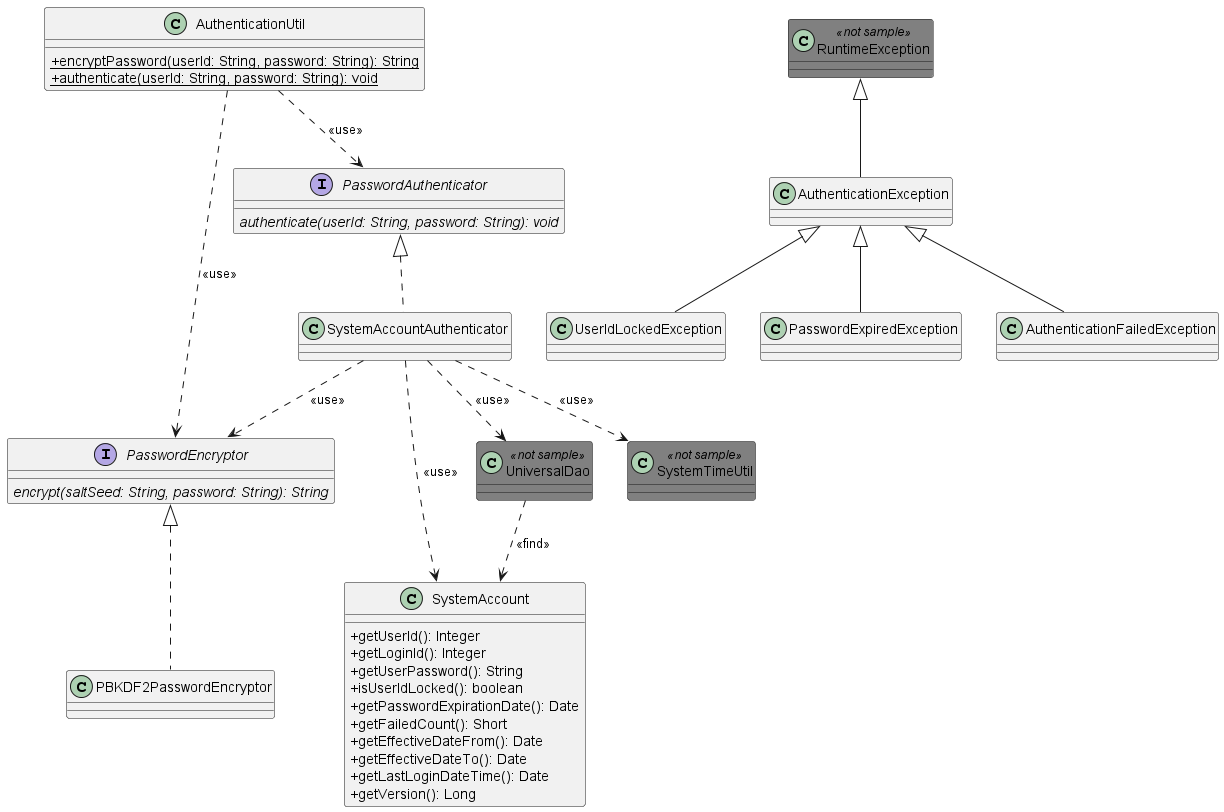 C AuthenticationUtil
+encryptPassword(userId: String, password: String): String
+authenticate(userId: String, password: String): void
«not sample»
C RuntimeException
«use»
I PasswordAuthenticator
authenticate(userId: String, password: String): void
C AuthenticationException
«use»
C SystemAccountAuthenticator
C UserIdLockedException
C PasswordExpiredException
C AuthenticationFailedException
«use»
«use»
«use»
I PasswordEncryptor
encrypt(saltSeed: String, password: String): String
«use»
«not sample»
C UniversalDao
«not sample»
C SystemTimeUtil
«find»
C SystemAccount
+getUserId(): Integer
+getLoginId(): Integer
+getUserPassword(): String
+isUserIdLocked(): boolean
+getPasswordExpirationDate(): Date
+getFailedCount(): Short
+getEffectiveDateFrom(): Date
+getEffectiveDateTo(): Date
+getLastLoginDateTime(): Date
+getVersion(): Long
C PBKDF2PasswordEncryptor